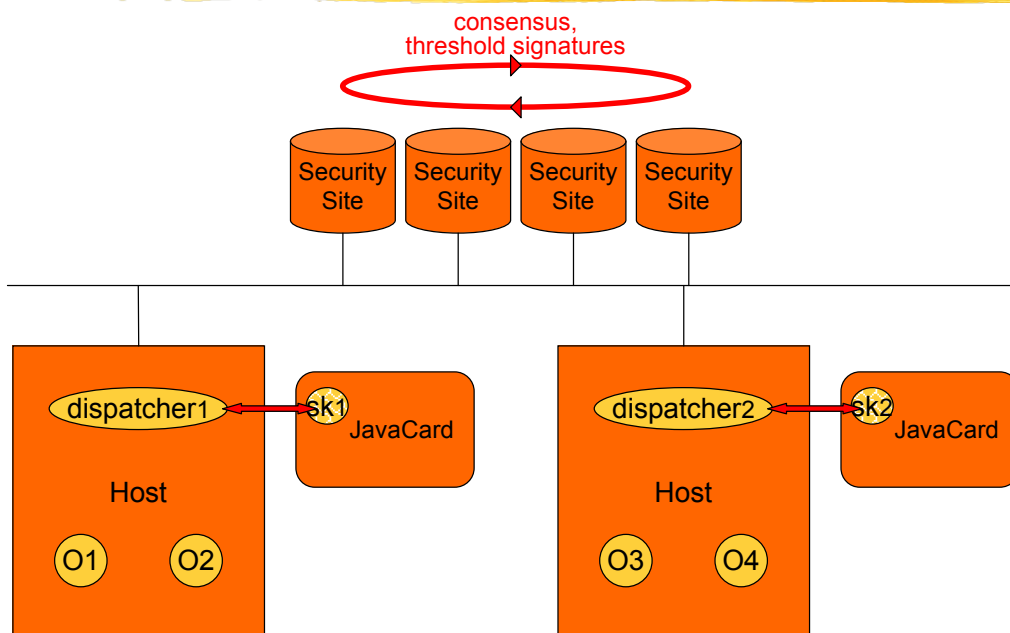 consensus,
threshold signatures
Security
Site
Security
Site
Security
Site
Security
Site
dispatcher1
sk1
JavaCard
Host
O1
O2
dispatcher2
sk2
JavaCard
Host
O3
O4